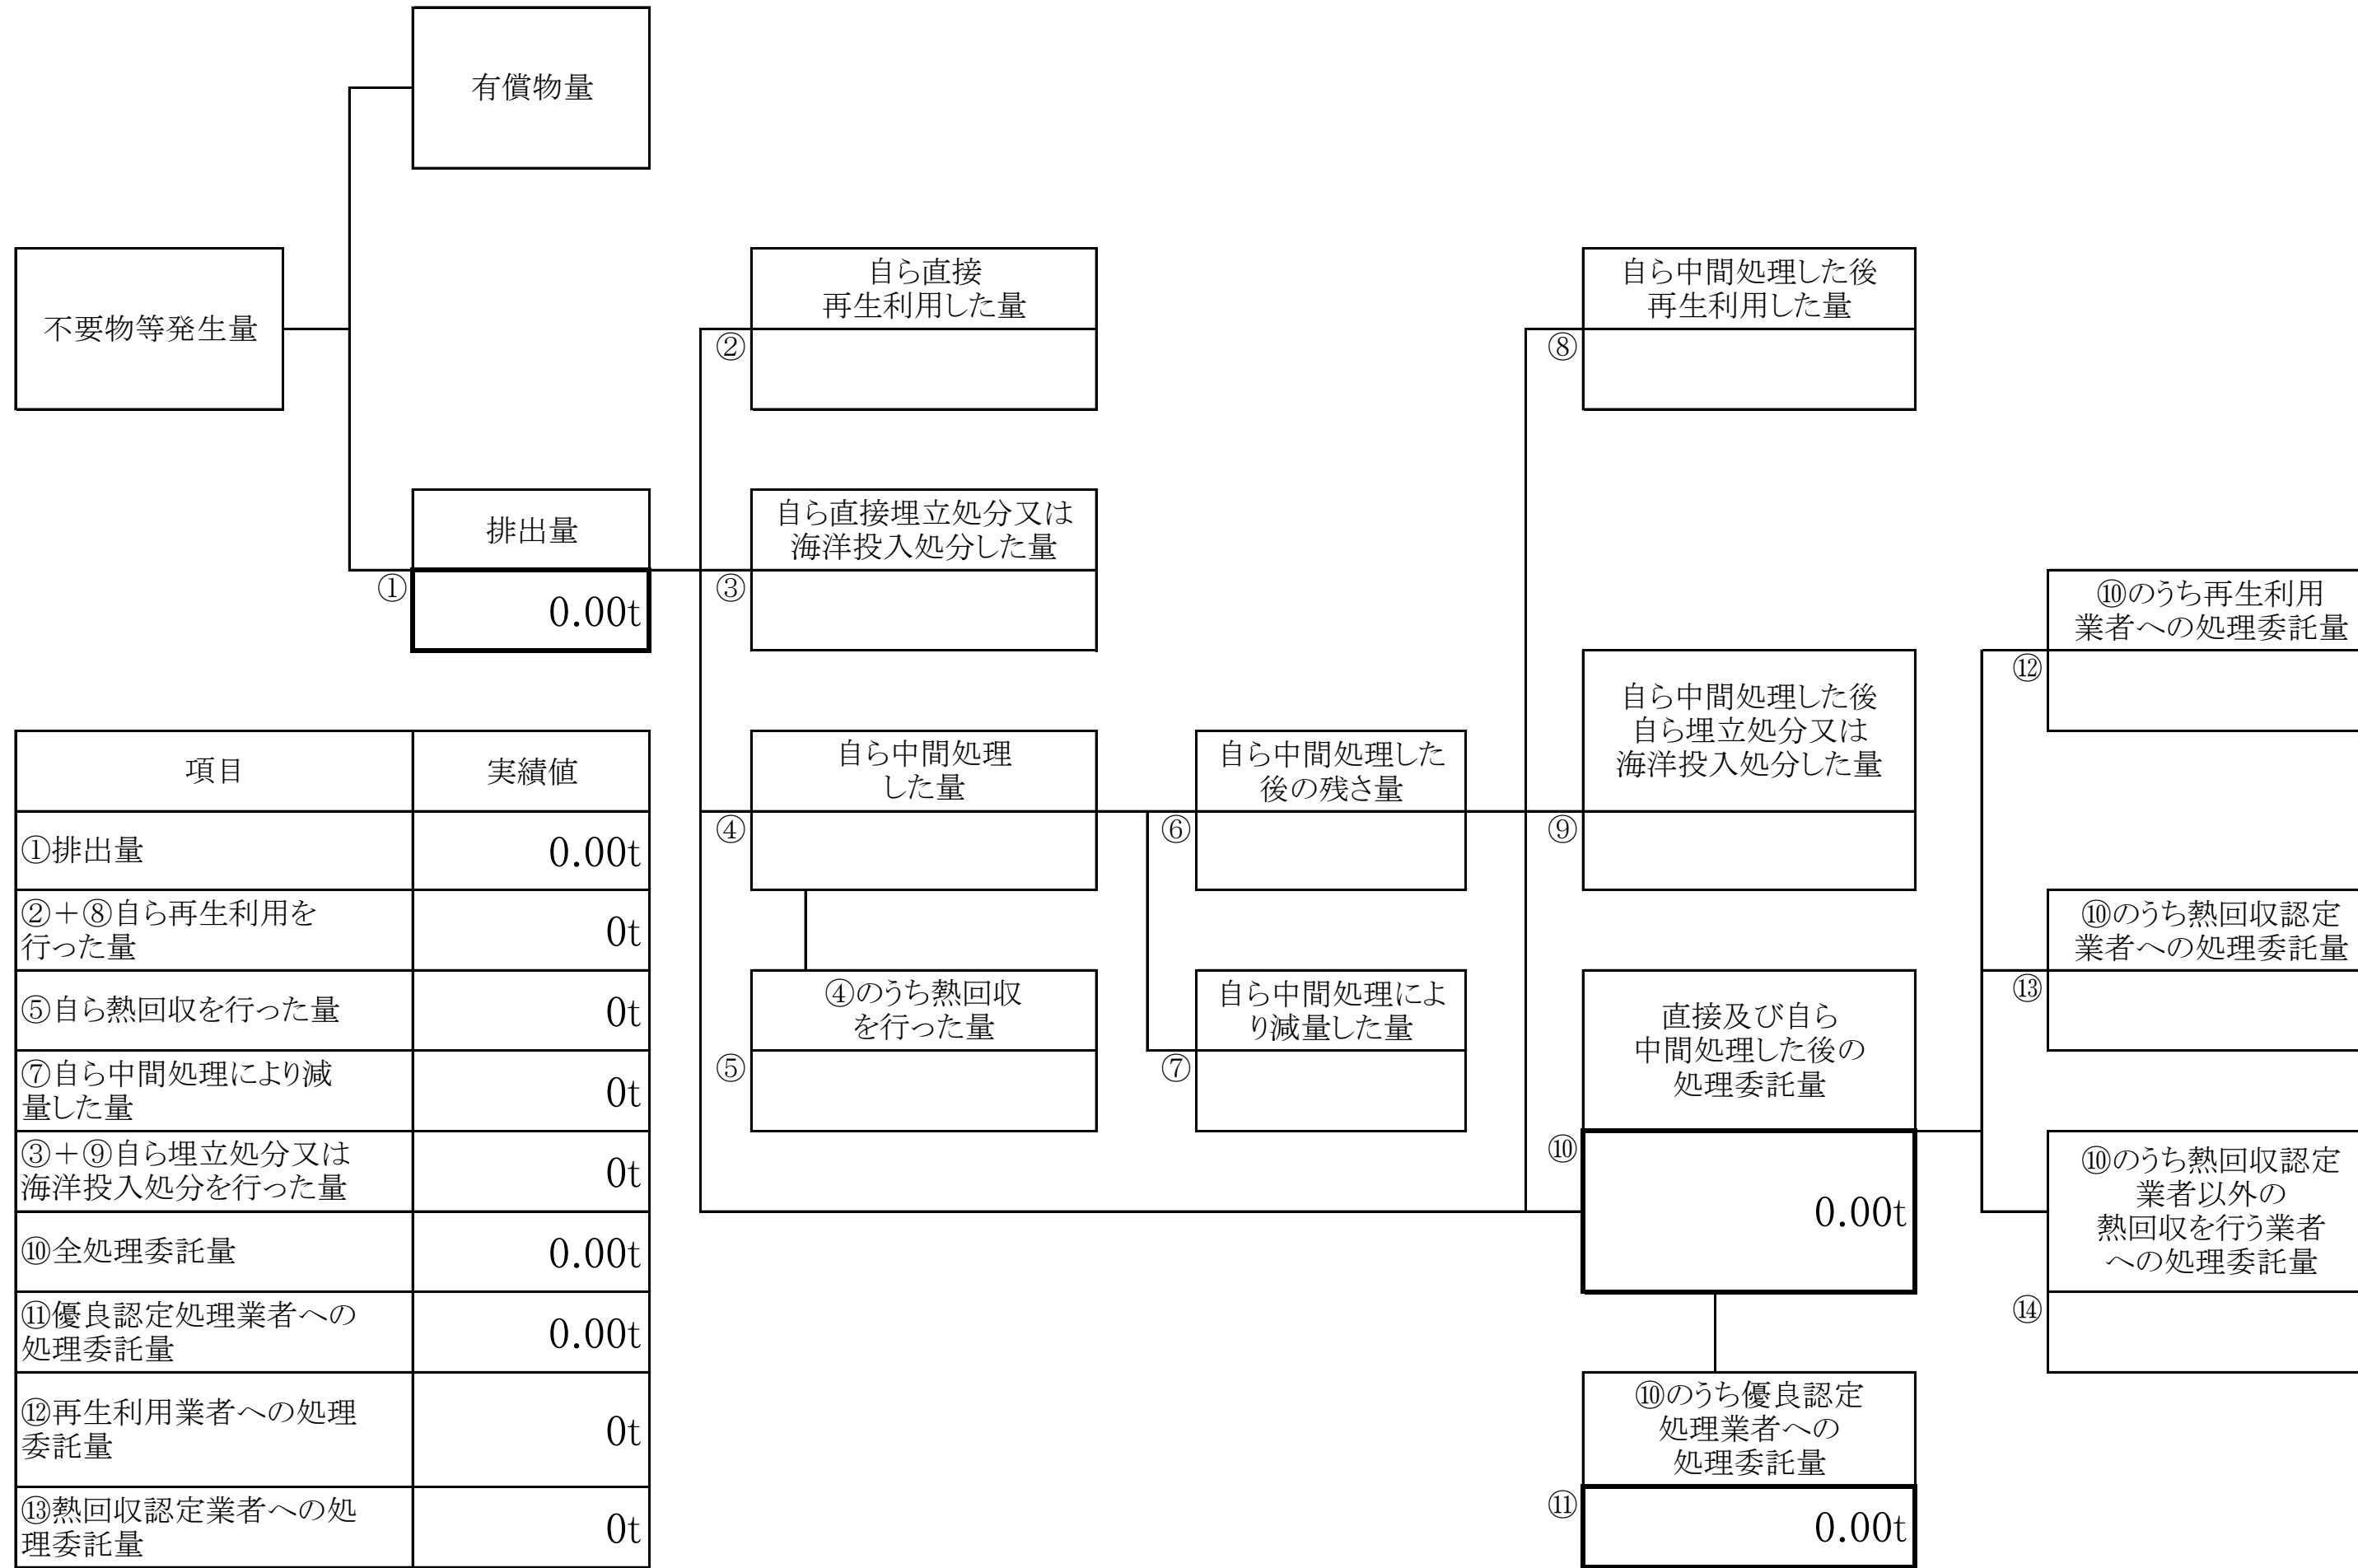 有償物量
不要物等発生量
自ら直接
再生利用した量
②
自ら中間処理した後
再生利用した量
⑧
排出量
①
0.00t
自ら直接埋立処分又は
海洋投入処分した量
③
⑩のうち再生利用
業者への処理委託量
⑫
自ら中間処理した後
自ら埋立処分又は
海洋投入処分した量
⑨
自ら中間処理
した量
④
自ら中間処理した
後の残さ量
⑥
⑩のうち熱回収認定
業者への処理委託量
⑬
④のうち熱回収
を行った量
⑤
自ら中間処理によ
り減量した量
⑦
直接及び自ら
中間処理した後の
処理委託量
⑩
0.00t
⑩のうち熱回収認定
業者以外の
熱回収を行う業者
への処理委託量
⑭
⑩のうち優良認定
処理業者への
処理委託量
⑪
0.00t
項目 実績値
①排出量 0.00t
②+⑧自ら再生利用を
行った量 0t
⑤自ら熱回収を行った量 0t
⑦自ら中間処理により減
量した量 0t
③+⑨自ら埋立処分又は
海洋投入処分を行った量 0t
⑩全処理委託量 0.00t
⑪優良認定処理業者への
処理委託量 0.00t
⑫再生利用業者への処理
委託量 0t
⑬熱回収認定業者への処
理委託量 0t